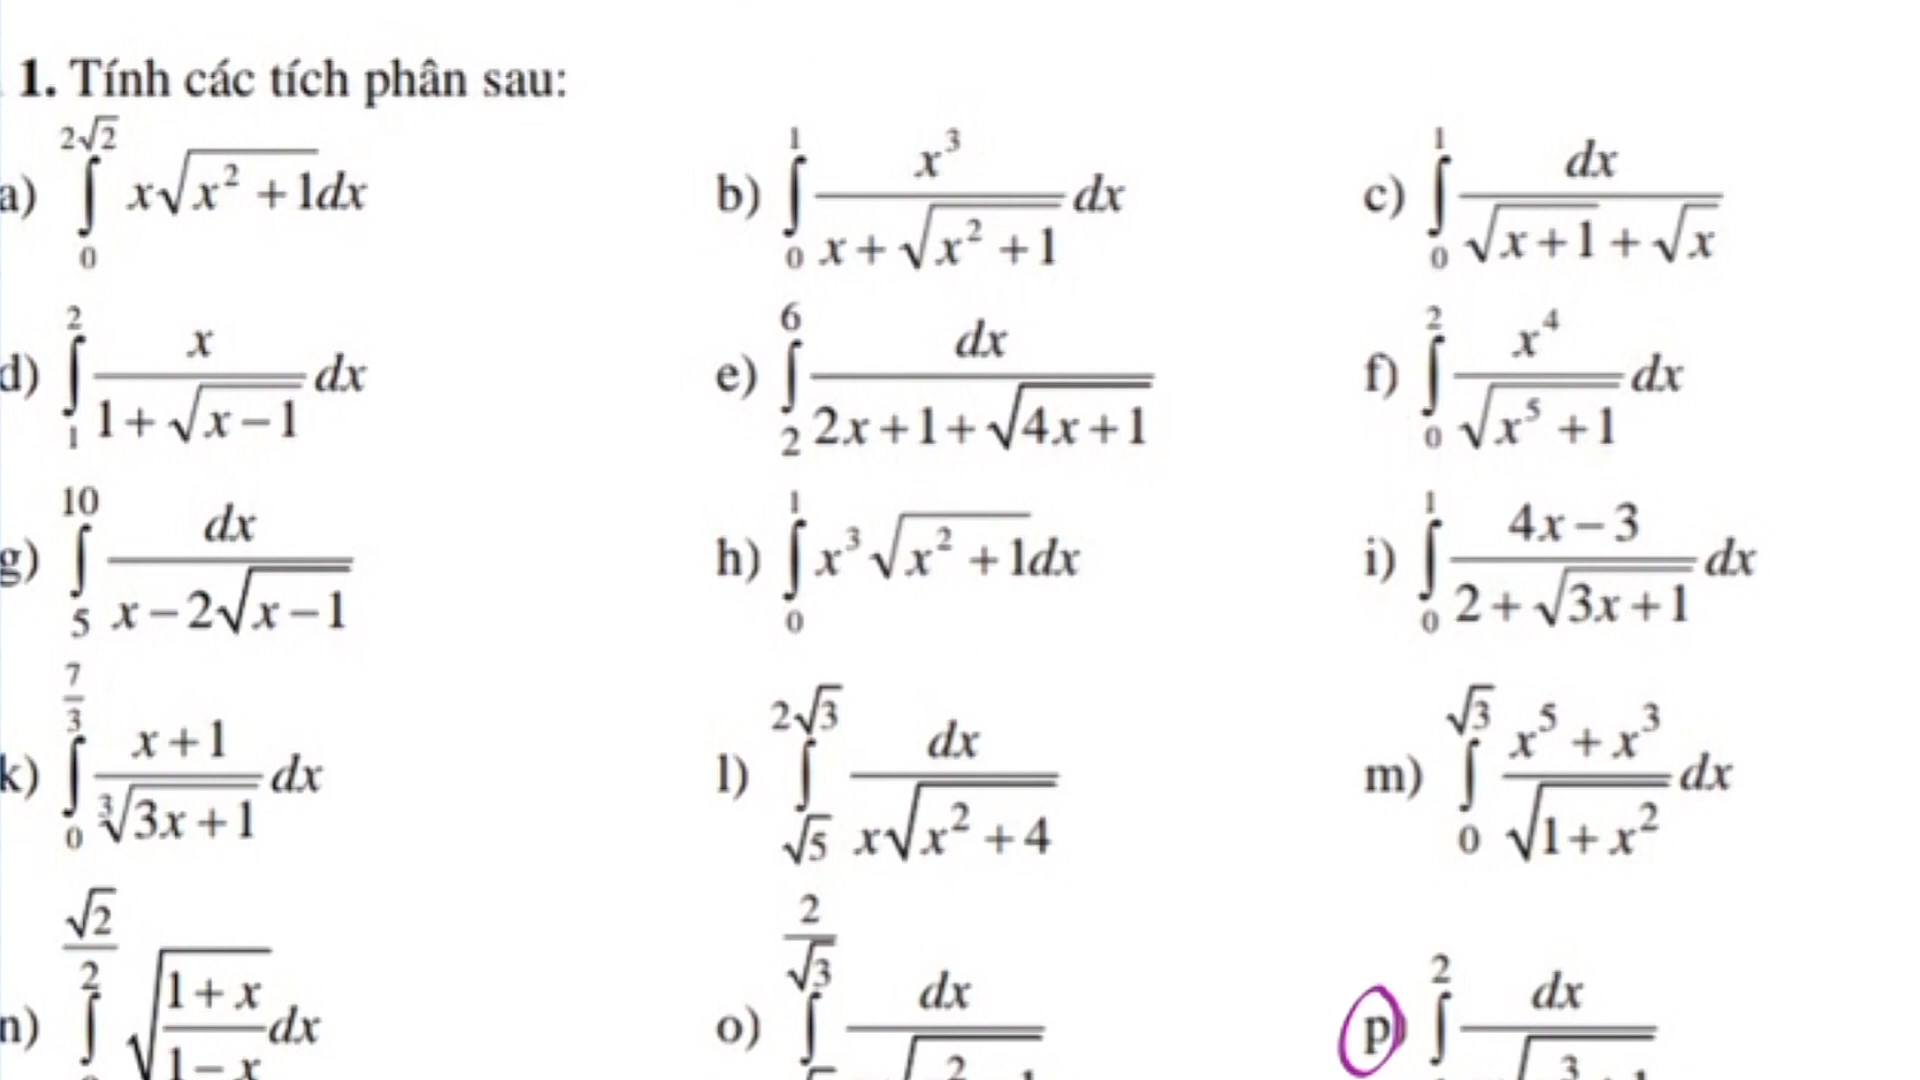 1. Tính các tích phân sau:
a) ∫₀^{2√2} x√(x² + 1)dx b) ∫₀^1 x³/(x + √(x² + 1)) dx c) ∫₀^1 dx/(√(x+1) + √x)
d) ∫₁^2 x/(1 + √(x−1)) dx e) ∫₂^6 dx/(2x+1+√(4x+1)) f) ∫₀^2 x⁴/√(x⁵ + 1) dx
g) ∫₅^{10} dx/(x−2√(x−1)) h) ∫₀^1 x³√(x² + 1)dx i) ∫₀^1 (4x−3)/(2+√(3x+1)) dx
k) ∫₀^{7/3} (x+1)/∛(3x+1) dx l) ∫_{√5}^{2√3} dx/(x√(x² + 4)) m) ∫₀^{√3} (x⁵ + x³)/√(1+x²) dx
n) ∫^{√2/2} √((1+x)/(1−x)) dx o) ∫^{2/√3} dx p) ∫^2 dx